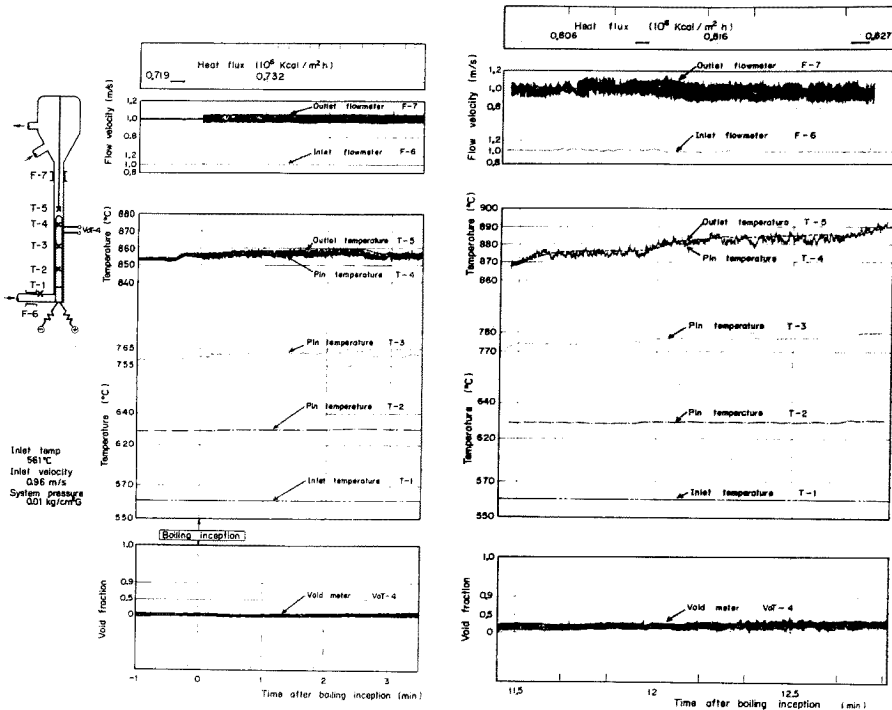 F-7
T-5
T-4
VoT-4
T-3
T-2
T-1
F-6
Inlet temp
561°C
Inlet velocity
0.96 m/s
System pressure
0.01 kg/cm²G
Heat flux (10⁶ Kcal/m²h)
0,719
0,732
Flow velocity (m/s)
1,2
1,0
0,8
1,2
1,0
0,8
Outlet flowmeter F-7
Inlet flowmeter F-6
Temperature (°C)
880
860
850
840
765
755
Temperature (°C)
640
620
570
550
Outlet temperature T-5
Pin temperature T-4
Pin temperature T-3
Pin temperature T-2
Inlet temperature T-1
Boiling inception
Void fraction
1,0
0,9
0,5
0
Void meter VoT-4
-1 0 1 2 3
Time after boiling inception (min)
Heat flux (10⁶ Kcal/m²h)
0,806
0,816
0,827
Flow velocity (m/s)
1,2
1,0
0,8
1,2
1,0
0,8
Outlet flowmeter F-7
Inlet flowmeter F-6
Temperature (°C)
900
890
880
870
860
780
770
Temperature (°C)
640
620
570
550
Outlet temperature T-5
Pin temperature T-4
Pin temperature T-3
Pin temperature T-2
Inlet temperature T-1
Void fraction
1,0
0,9
0,5
0
Void meter VoT-4
11,5 12 12,5
Time after boiling inception (min)